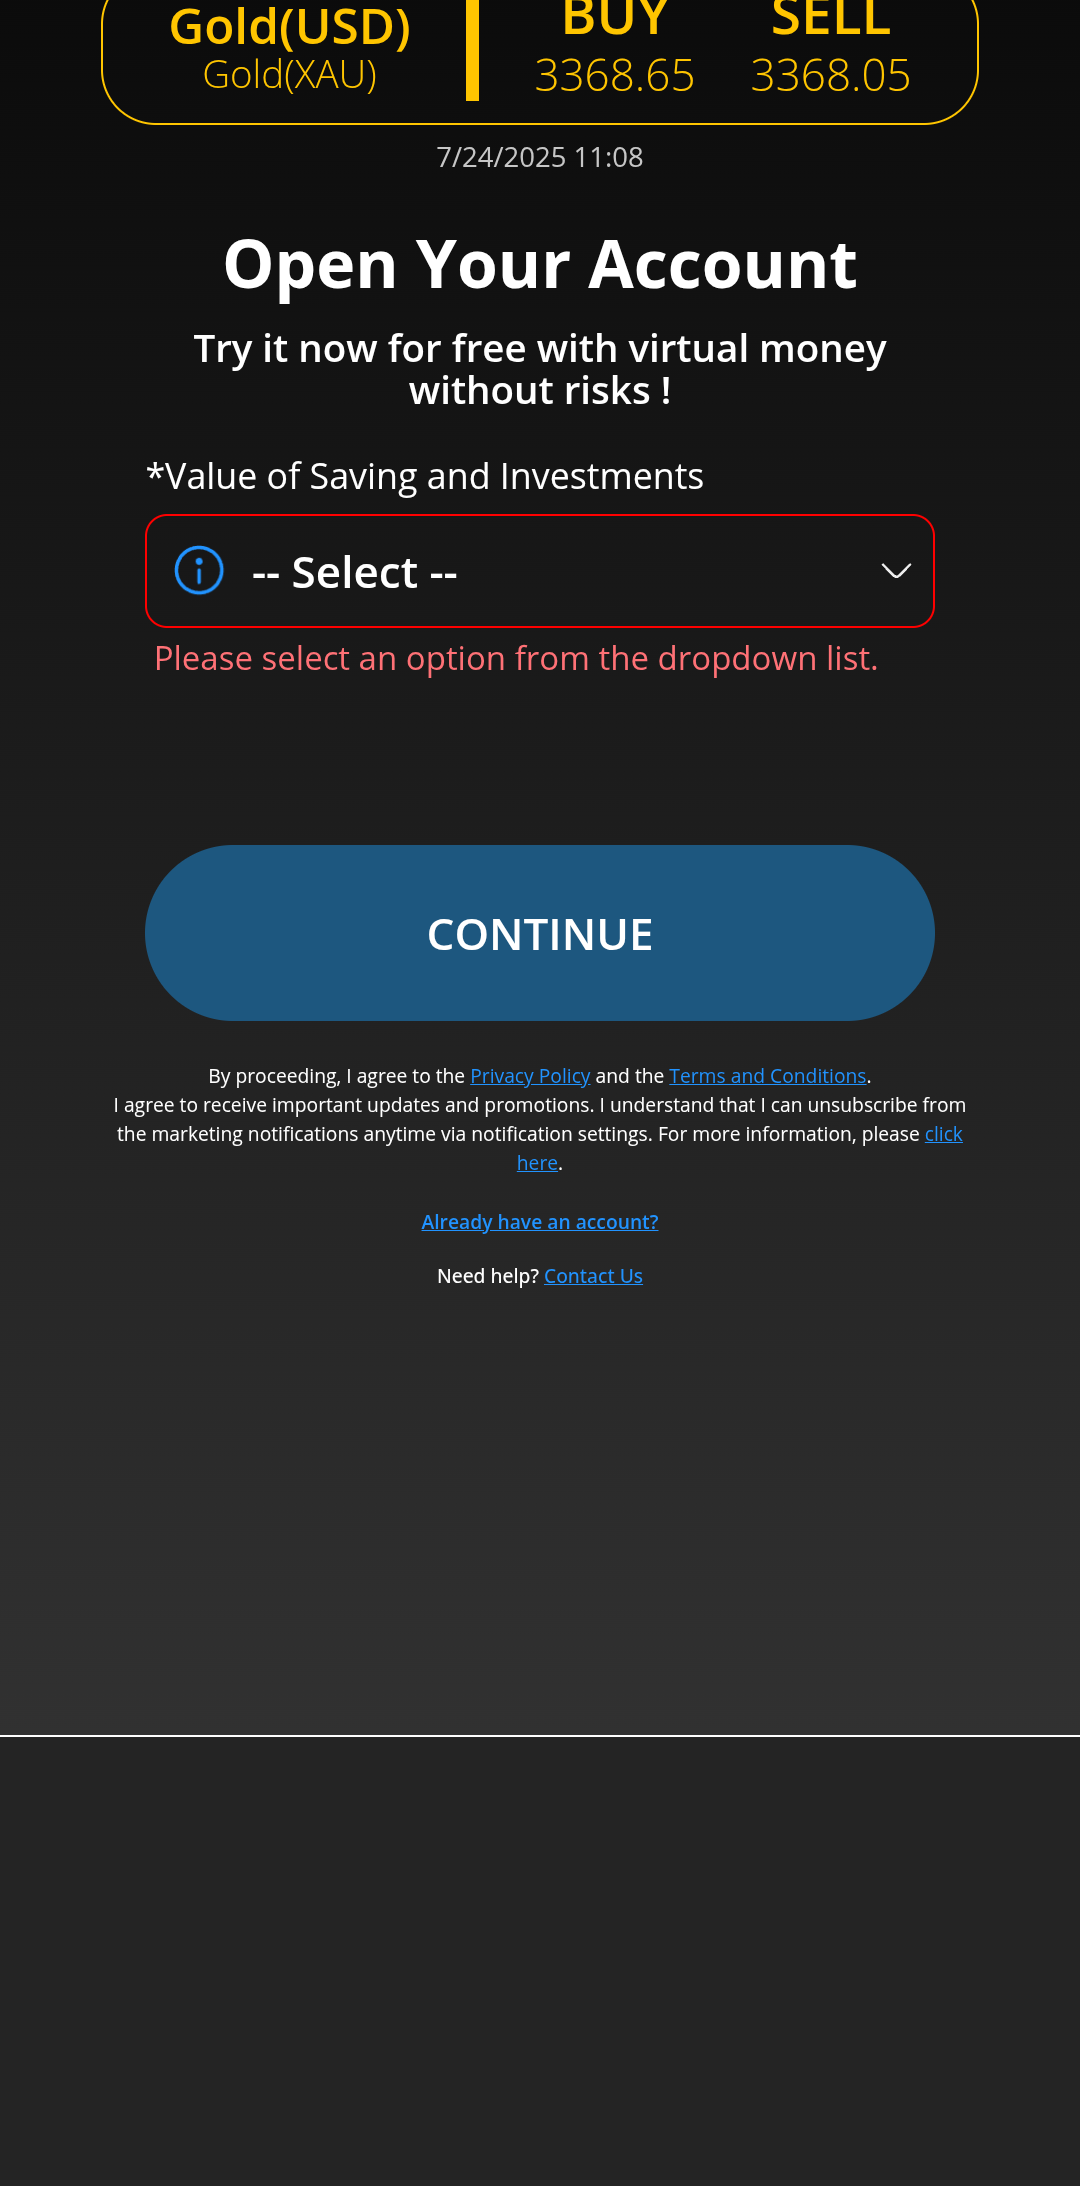 Gold(USD)
Gold(XAU)
BUY SELL
3368.65 3368.05
7/24/2025 11:08
Open Your Account
Try it now for free with virtual money
without risks !
*Value of Saving and Investments
-- Select --
Please select an option from the dropdown list.
CONTINUE
By proceeding, I agree to the Privacy Policy and the Terms and Conditions.
I agree to receive important updates and promotions. I understand that I can unsubscribe from
the marketing notifications anytime via notification settings. For more information, please click
here.
Already have an account?
Need help? Contact Us